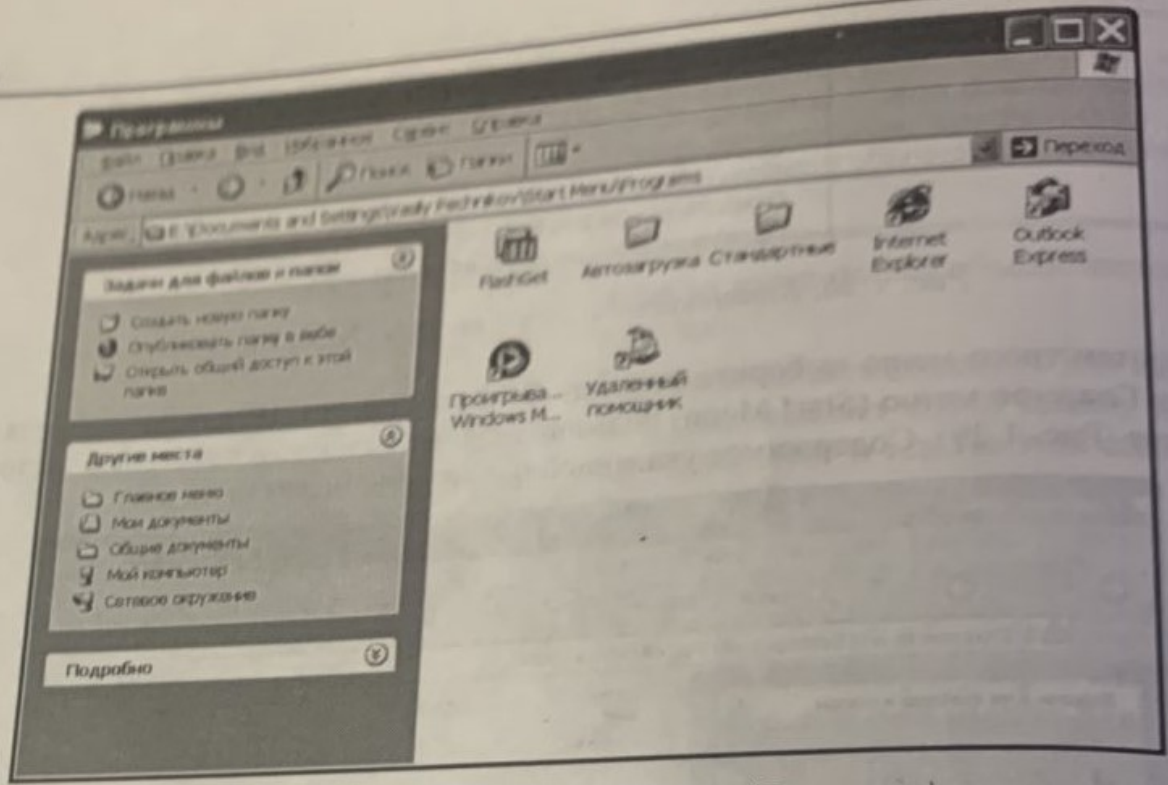 Программы
Файл Правка Вид Избранное Сервис Справка
Назад Поиск Папки
Адрес: Documents and Settings Start Menu\Programs Переход
Задачи для файлов и папок
Создать новую папку
Опубликовать папку в вебе
Открыть общий доступ к этой
папке
Другие места
Главное меню
Мои документы
Общие документы
Мой компьютер
Сетевое окружение
Подробно
FlashGet
Автозагрузка
Стандартные
Internet
Explorer
Outlook
Express
Проигрыва...
Windows M...
Удаленный
помощник